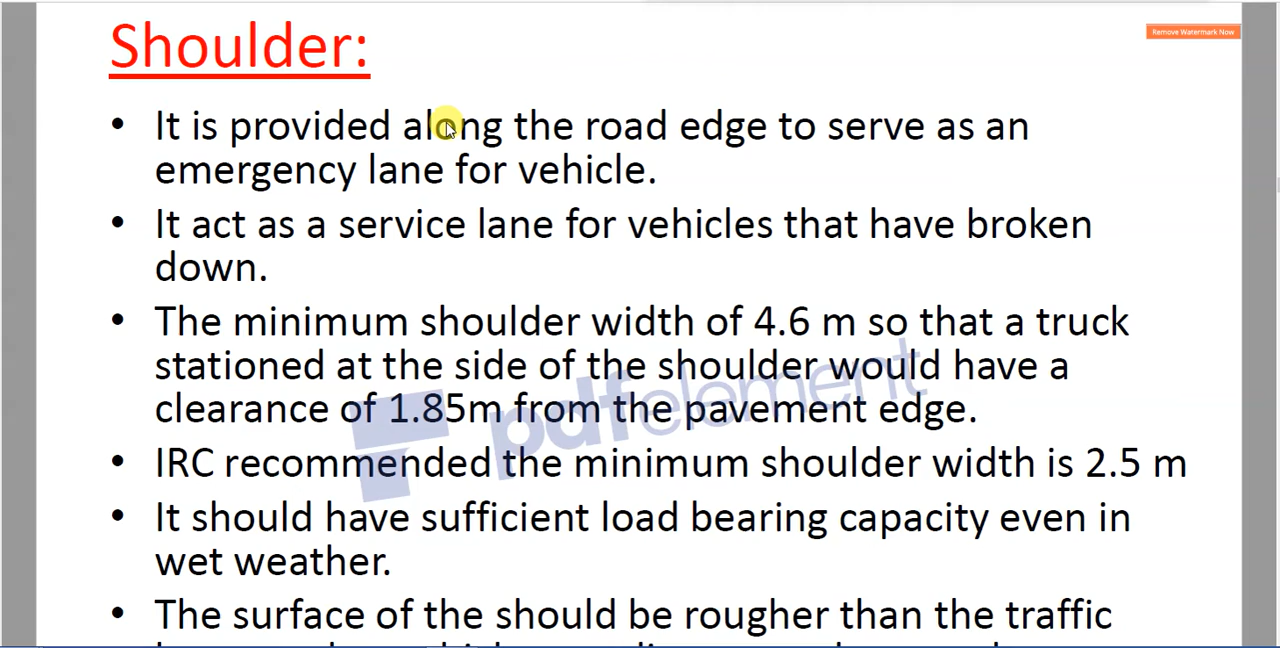 Shoulder:
Remove Watermark Now
• It is provided along the road edge to serve as an
emergency lane for vehicle.
• It act as a service lane for vehicles that have broken
down.
• The minimum shoulder width of 4.6 m so that a truck
stationed at the side of the shoulder would have a
clearance of 1.85m from the pavement edge.
pdfelement
• IRC recommended the minimum shoulder width is 2.5 m
• It should have sufficient load bearing capacity even in
wet weather.
• The surface of the should be rougher than the traffic